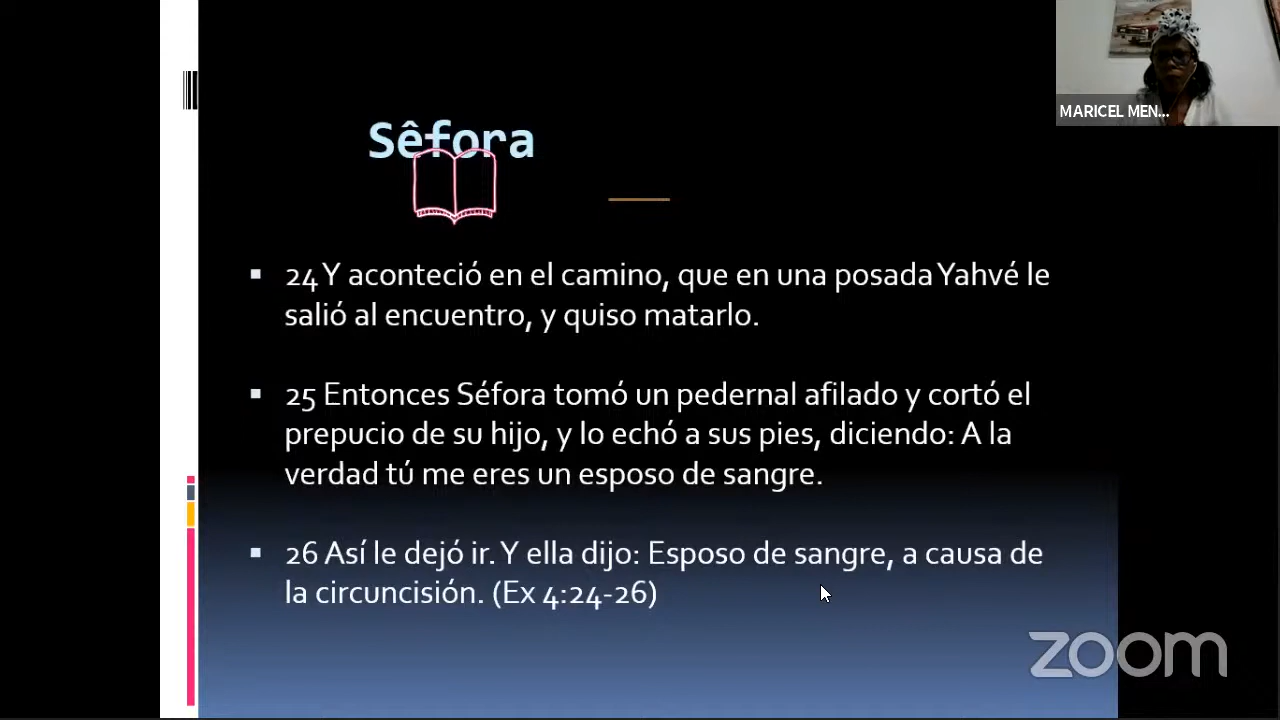 Sêfora
MARICEL MEN...
24 Y aconteció en el camino, que en una posada Yahvé le
salió al encuentro, y quiso matarlo.
25 Entonces Séfora tomó un pedernal afilado y cortó el
prepucio de su hijo, y lo echó a sus pies, diciendo: A la
verdad tú me eres un esposo de sangre.
26 Así le dejó ir. Y ella dijo: Esposo de sangre, a causa de
la circuncisión. (Ex 4:24-26)
zoom